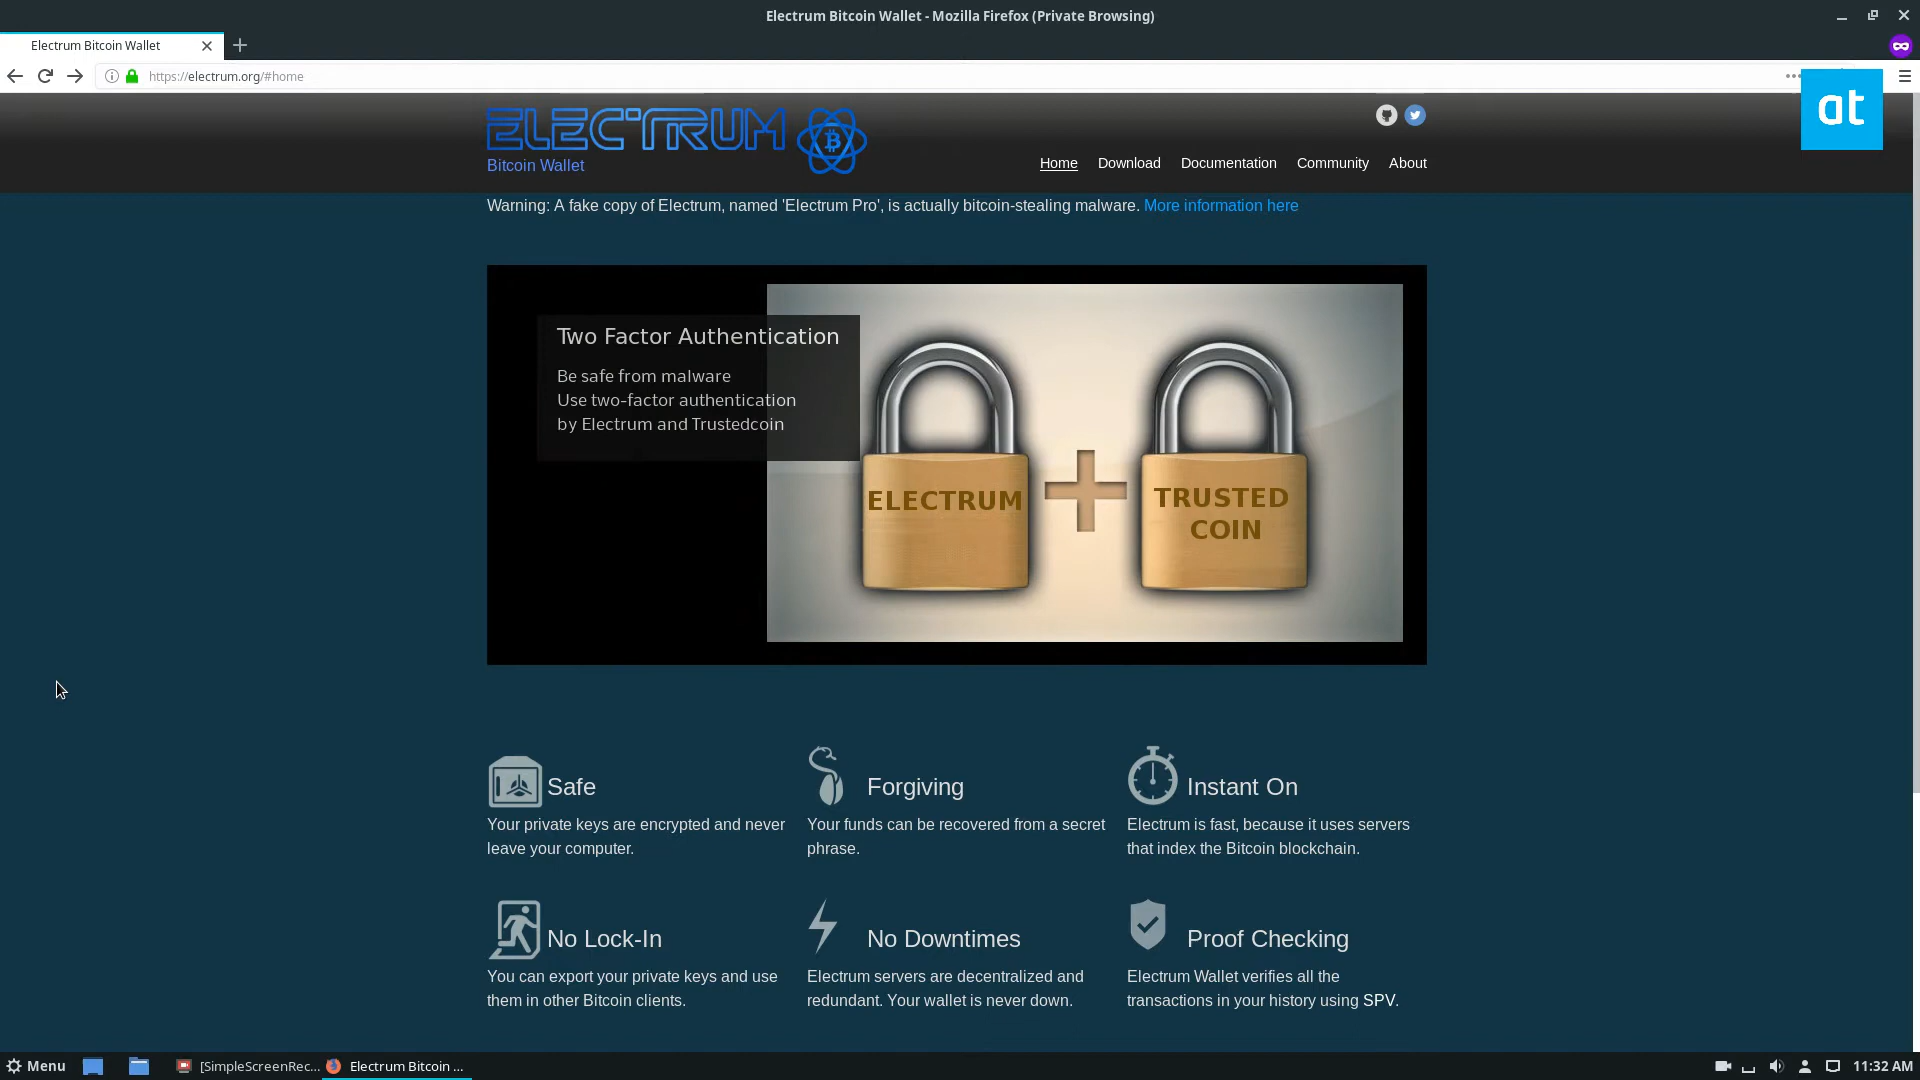 Electrum Bitcoin Wallet - Mozilla Firefox (Private Browsing)
Electrum Bitcoin Wallet
https://electrum.org/#home
at
ELECTRUM
Bitcoin Wallet
Home Download Documentation Community About
Warning: A fake copy of Electrum, named 'Electrum Pro', is actually bitcoin-stealing malware. More information here
Two Factor Authentication
Be safe from malware
Use two-factor authentication
by Electrum and Trustedcoin
ELECTRUM
TRUSTED
COIN
Safe
Your private keys are encrypted and never
leave your computer.
Forgiving
Your funds can be recovered from a secret
phrase.
Instant On
Electrum is fast, because it uses servers
that index the Bitcoin blockchain.
No Lock-In
You can export your private keys and use
them in other Bitcoin clients.
No Downtimes
Electrum servers are decentralized and
redundant. Your wallet is never down.
Proof Checking
Electrum Wallet verifies all the
transactions in your history using SPV.
Menu
[SimpleScreenRec...
Electrum Bitcoin ...
11:32 AM